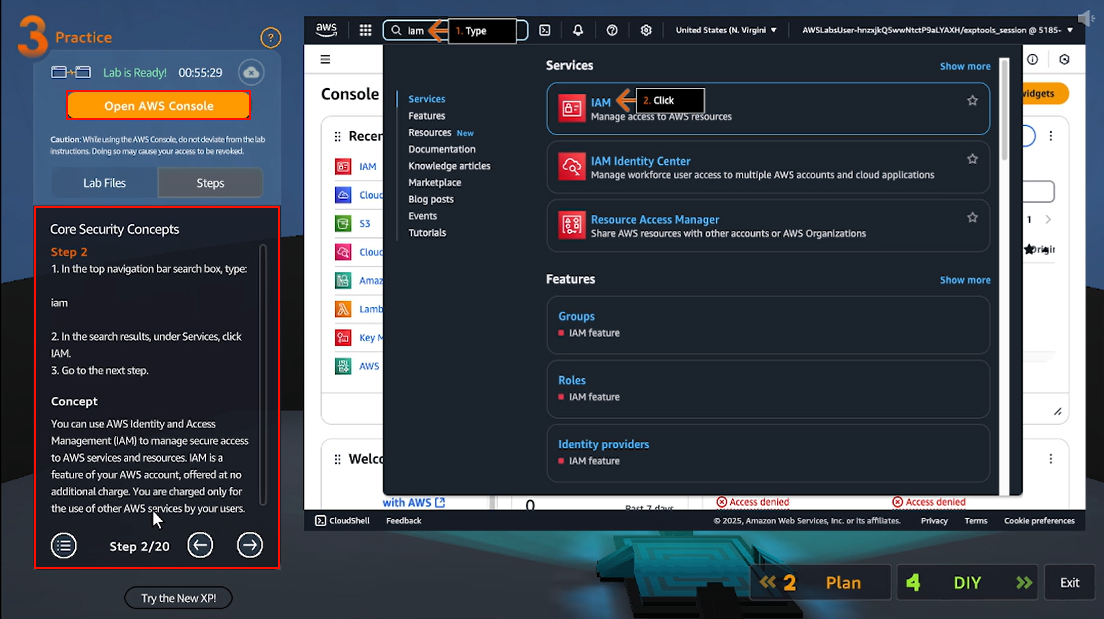 3 Practice
?
Lab is Ready! 00:55:29
Open AWS Console
Caution: While using the AWS Console, do not deviate from the lab
instructions. Doing so may cause your access to be revoked.
Lab Files
Steps
Core Security Concepts
Step 2
1. In the top navigation bar search box, type:
iam
2. In the search results, under Services, click
IAM.
3. Go to the next step.
Concept
You can use AWS Identity and Access
Management (IAM) to manage secure access
to AWS services and resources. IAM is a
feature of your AWS account, offered at no
additional charge. You are charged only for
the use of other AWS services by your users.
Step 2/20
Try the New XP!
aws
iam
1. Type
United States (N. Virgini
AWSLabsUser-hnzxjkQ5wwNtctP9aLYAXH/exptools_session @ 5185-
Console
widgets
Recen
IAM
Cloud
S3
Cloud
Amaz
Lamb
Key M
AWS
1
Welco
with AWS
0
Past 7 days
Access denied
Access denied
Services
Features
Resources New
Documentation
Knowledge articles
Marketplace
Blog posts
Events
Tutorials
Services
Show more
IAM
2. Click
Manage access to AWS resources
IAM Identity Center
Manage workforce user access to multiple AWS accounts and cloud applications
Resource Access Manager
Share AWS resources with other accounts or AWS Organizations
Features
Show more
Groups
IAM feature
Roles
IAM feature
Identity providers
IAM feature
CloudShell
Feedback
© 2025, Amazon Web Services, Inc. or its affiliates.
Privacy
Terms
Cookie preferences
2 Plan
4 DIY
Exit